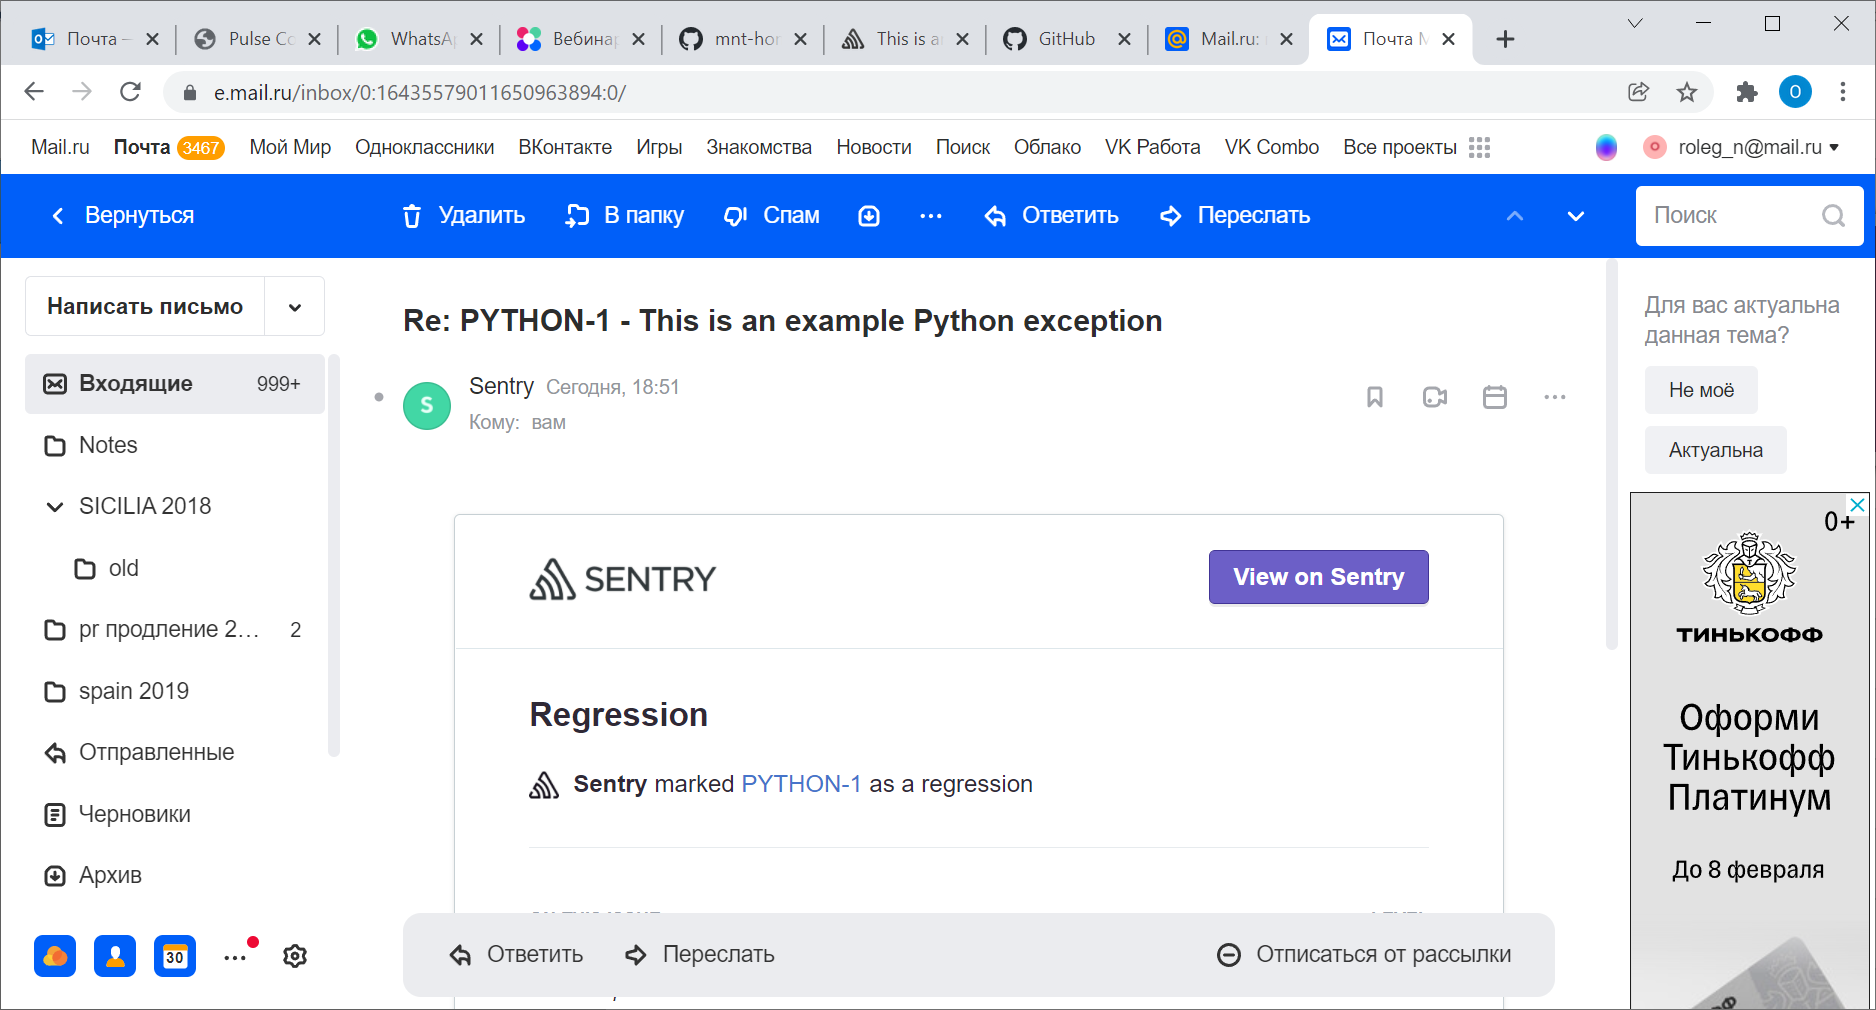 Почта –
Pulse Co
WhatsAp
Вебинар
mnt-hor
This is a
GitHub
Mail.ru:
Почта М
e.mail.ru/inbox/0:16435579011650963894:0/
O
Mail.ru
Почта 3467
Мой Мир
Одноклассники
ВКонтакте
Игры
Знакомства
Новости
Поиск
Облако
VK Работа
VK Combo
Все проекты
roleg_n@mail.ru
Вернуться
Удалить
В папку
Спам
Ответить
Переслать
Поиск
Написать письмо
Входящие 999+
Notes
SICILIA 2018
old
pr продление 2... 2
spain 2019
Отправленные
Черновики
Архив
30
Re: PYTHON-1 - This is an example Python exception
S
Sentry Сегодня, 18:51
Кому: вам
SENTRY
View on Sentry
Regression
Sentry marked PYTHON-1 as a regression
Ответить
Переслать
Отписаться от рассылки
Для вас актуальна
данная тема?
Не моё
Актуальна
0+
ТИНЬКОФФ
Оформи
Тинькофф
Платинум
До 8 февраля